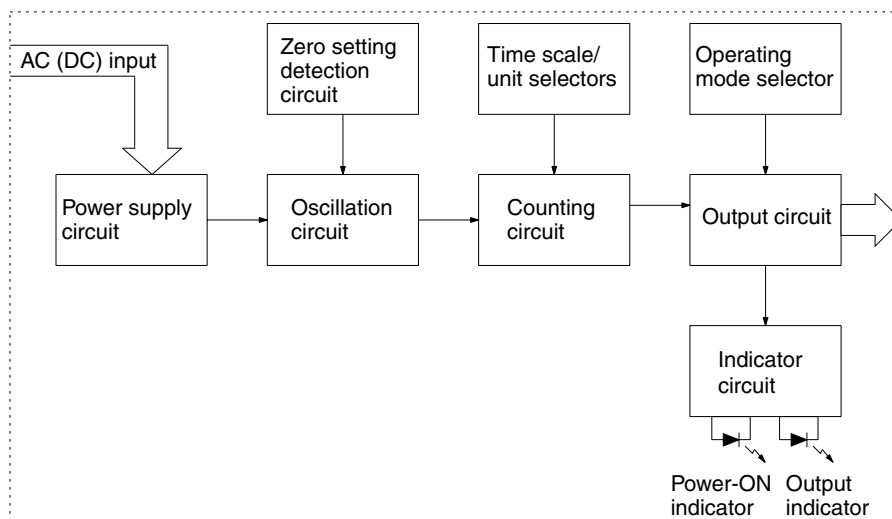 AC (DC) input
Zero setting
detection
circuit
Time scale/
unit selectors
Operating
mode selector
Power supply
circuit
Oscillation
circuit
Counting
circuit
Output circuit
Indicator
circuit
Power-ON
indicator
Output
indicator